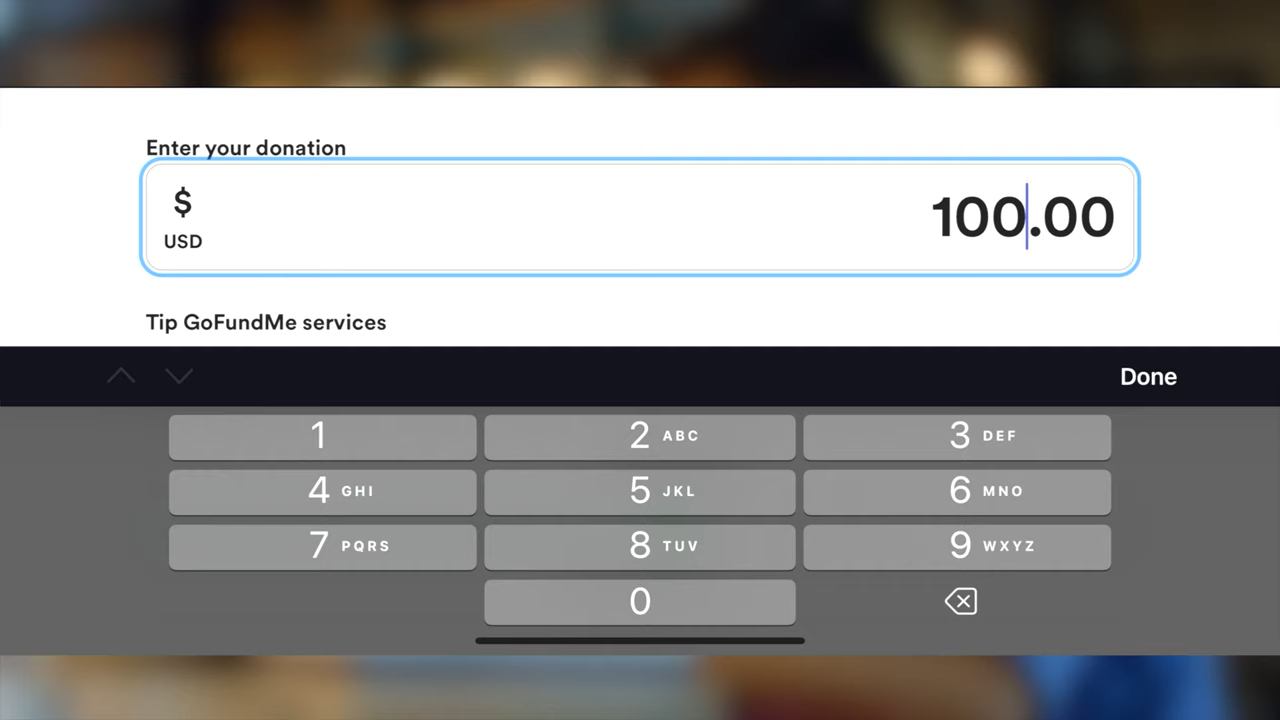 Enter your donation
$ 100.00
USD
Tip GoFundMe services
Done
1 2 ABC 3 DEF
4 GHI 5 JKL 6 MNO
7 PQRS 8 TUV 9 WXYZ
0